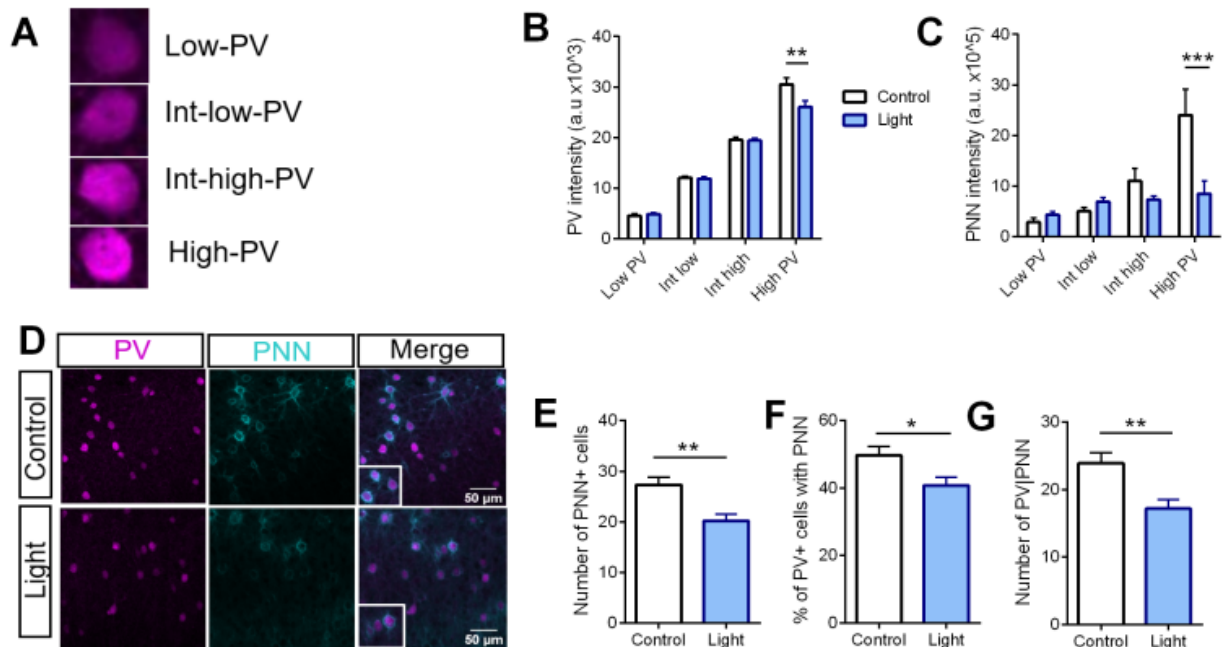 A
Low-PV
Int-low-PV
Int-high-PV
High-PV
B
PV intensity (a.u x10^3)
40
30
20
10
0
**
Low PV
Int low
Int high
High PV
Control
Light
C
PNN intensity (a.u. x10^5)
40
30
20
10
0
***
Low PV
Int low
Int high
High PV
D
PV
PNN
Merge
Control
50 µm
Light
50 µm
E
Number of PNN+ cells
40
30
20
10
0
**
Control
Light
F
% of PV+ cells with PNN
60
40
20
0
*
Control
Light
G
Number of PV|PNN
30
20
10
0
**
Control
Light